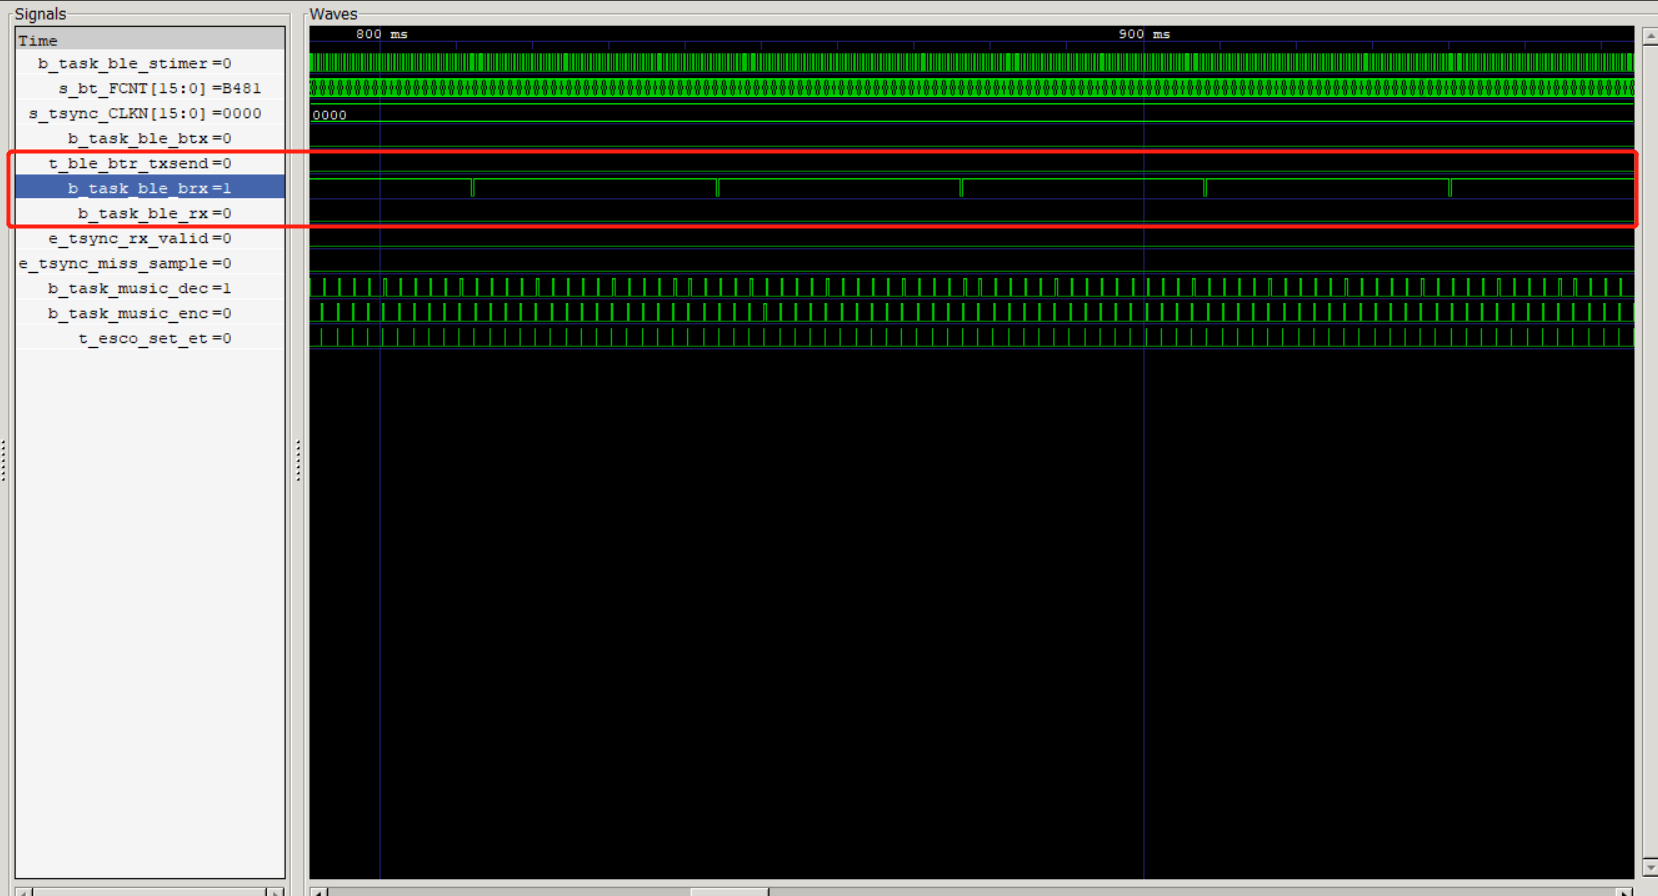 Signals
Waves
Time
800 ms
900 ms
b_task_ble_stimer=0
s_bt_FCNT[15:0]=B481
s_tsync_CLKN[15:0]=0000
0000
b_task_ble_btx=0
t_ble_btr_txsend=0
b_task_ble_brx=1
b_task_ble_rx=0
e_tsync_rx_valid=0
e_tsync_miss_sample=0
b_task_music_dec=1
b_task_music_enc=0
t_esco_set_et=0